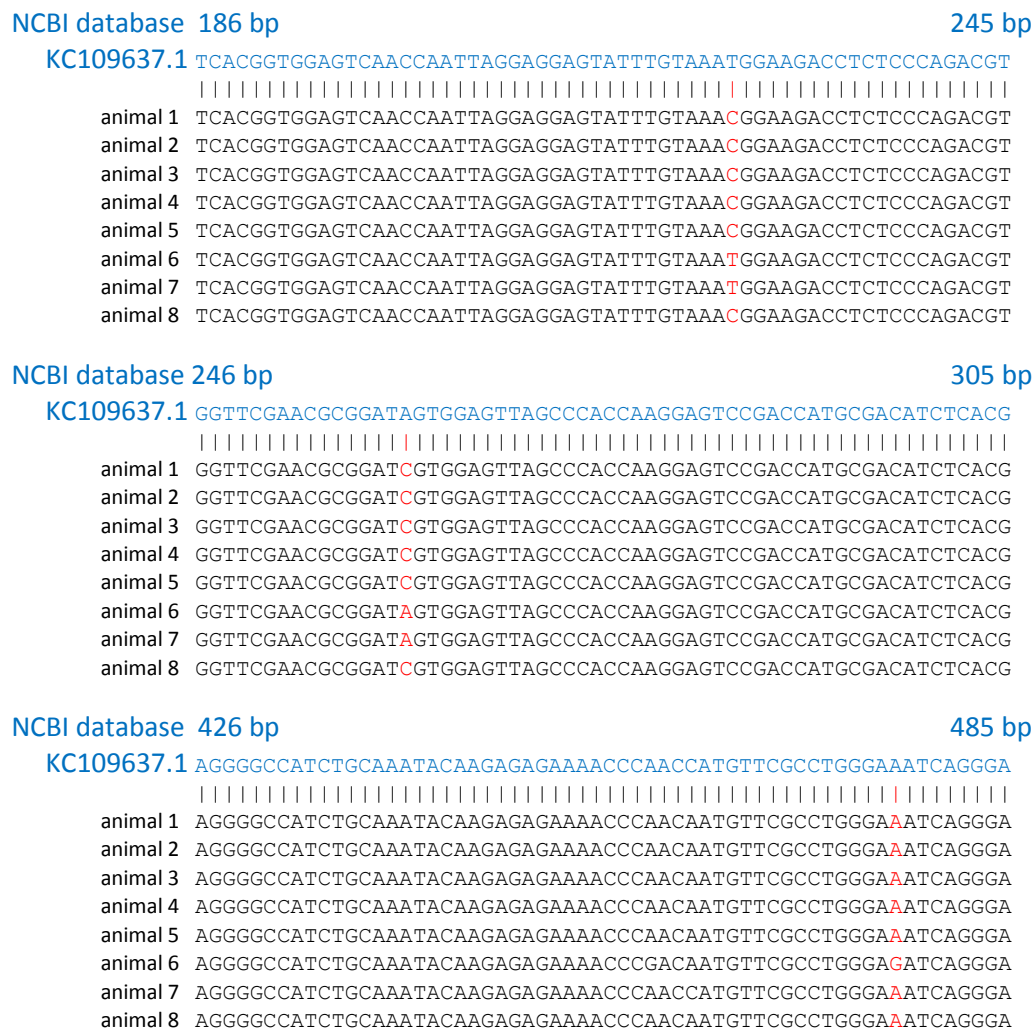 NCBI database 186 bp 245 bp
KC109637.1 TCACGGTGGAGTCAACCAATTAGGAGGAGTATTTGTAAATGGAAGACCTCTCCCAGACGT
||||||||||||||||||||||||||||||||||||||||||||||||||||||||||||
animal 1 TCACGGTGGAGTCAACCAATTAGGAGGAGTATTTGTAAACGGAAGACCTCTCCCAGACGT
animal 2 TCACGGTGGAGTCAACCAATTAGGAGGAGTATTTGTAAACGGAAGACCTCTCCCAGACGT
animal 3 TCACGGTGGAGTCAACCAATTAGGAGGAGTATTTGTAAACGGAAGACCTCTCCCAGACGT
animal 4 TCACGGTGGAGTCAACCAATTAGGAGGAGTATTTGTAAACGGAAGACCTCTCCCAGACGT
animal 5 TCACGGTGGAGTCAACCAATTAGGAGGAGTATTTGTAAACGGAAGACCTCTCCCAGACGT
animal 6 TCACGGTGGAGTCAACCAATTAGGAGGAGTATTTGTAAATGGAAGACCTCTCCCAGACGT
animal 7 TCACGGTGGAGTCAACCAATTAGGAGGAGTATTTGTAAATGGAAGACCTCTCCCAGACGT
animal 8 TCACGGTGGAGTCAACCAATTAGGAGGAGTATTTGTAAACGGAAGACCTCTCCCAGACGT
NCBI database 246 bp 305 bp
KC109637.1 GGTTCGAACGCGGATAGTGGAGTTAGCCCACCAAGGAGTCCGACCATGCGACATCTCACG
||||||||||||||||||||||||||||||||||||||||||||||||||||||||||||
animal 1 GGTTCGAACGCGGATCGTGGAGTTAGCCCACCAAGGAGTCCGACCATGCGACATCTCACG
animal 2 GGTTCGAACGCGGATCGTGGAGTTAGCCCACCAAGGAGTCCGACCATGCGACATCTCACG
animal 3 GGTTCGAACGCGGATCGTGGAGTTAGCCCACCAAGGAGTCCGACCATGCGACATCTCACG
animal 4 GGTTCGAACGCGGATCGTGGAGTTAGCCCACCAAGGAGTCCGACCATGCGACATCTCACG
animal 5 GGTTCGAACGCGGATCGTGGAGTTAGCCCACCAAGGAGTCCGACCATGCGACATCTCACG
animal 6 GGTTCGAACGCGGATAGTGGAGTTAGCCCACCAAGGAGTCCGACCATGCGACATCTCACG
animal 7 GGTTCGAACGCGGATAGTGGAGTTAGCCCACCAAGGAGTCCGACCATGCGACATCTCACG
animal 8 GGTTCGAACGCGGATCGTGGAGTTAGCCCACCAAGGAGTCCGACCATGCGACATCTCACG
NCBI database 426 bp 485 bp
KC109637.1 AGGGGCCATCTGCAAATACAAGAGAGAAAACCCAACCATGTTCGCCTGGGAAATCAGGGA
||||||||||||||||||||||||||||||||||||||||||||||||||||||||||||
animal 1 AGGGGCCATCTGCAAATACAAGAGAGAAAACCCAACAATGTTCGCCTGGGAAATCAGGGA
animal 2 AGGGGCCATCTGCAAATACAAGAGAGAAAACCCAACAATGTTCGCCTGGGAAATCAGGGA
animal 3 AGGGGCCATCTGCAAATACAAGAGAGAAAACCCAACAATGTTCGCCTGGGAAATCAGGGA
animal 4 AGGGGCCATCTGCAAATACAAGAGAGAAAACCCAACAATGTTCGCCTGGGAAATCAGGGA
animal 5 AGGGGCCATCTGCAAATACAAGAGAGAAAACCCAACAATGTTCGCCTGGGAAATCAGGGA
animal 6 AGGGGCCATCTGCAAATACAAGAGAGAAAACCCGACAATGTTCGCCTGGGAGATCAGGGA
animal 7 AGGGGCCATCTGCAAATACAAGAGAGAAAACCCAACCATGTTCGCCTGGGAAATCAGGGA
animal 8 AGGGGCCATCTGCAAATACAAGAGAGAAAACCCAACAATGTTCGCCTGGGAAATCAGGGA